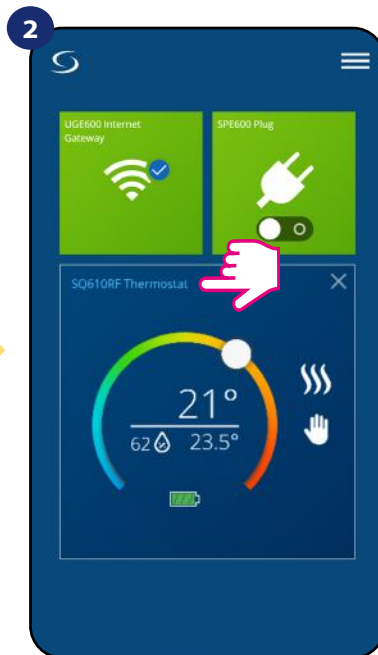 2
UGE600 Internet
Gateway
SPE600 Plug
SQ610RF Thermostat
21°
62 23.5°